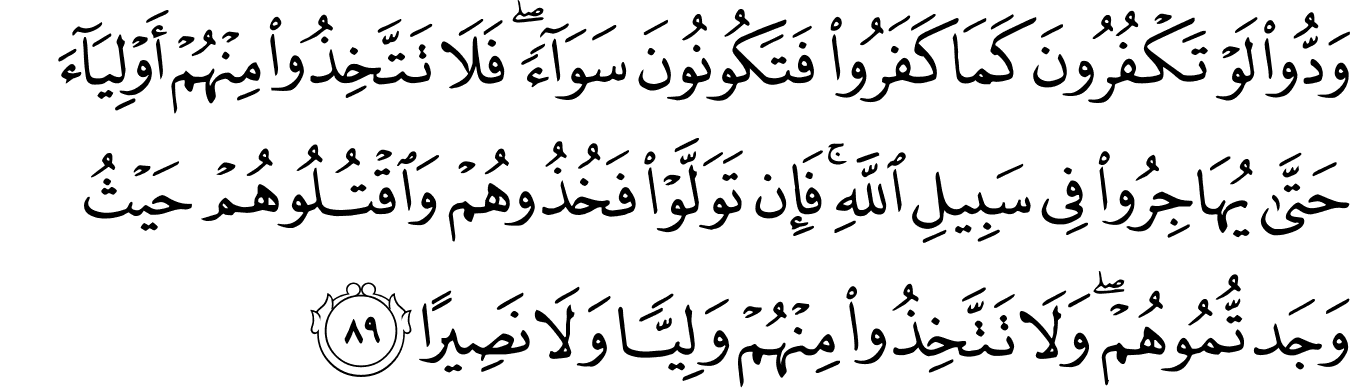 وَدُّوا۟ لَوْ تَكْفُرُونَ كَمَا كَفَرُوا۟ فَتَكُونُونَ سَوَآءً ۖ فَلَا تَتَّخِذُوا۟ مِنْهُمْ أَوْلِيَآءَ
حَتَّىٰ يُهَاجِرُوا۟ فِى سَبِيلِ ٱللَّهِ ۚ فَإِن تَوَلَّوْا۟ فَخُذُوهُمْ وَٱقْتُلُوهُمْ حَيْثُ
وَجَدتُّمُوهُمْ ۖ وَلَا تَتَّخِذُوا۟ مِنْهُمْ وَلِيًّا وَلَا نَصِيرًا ٨٩